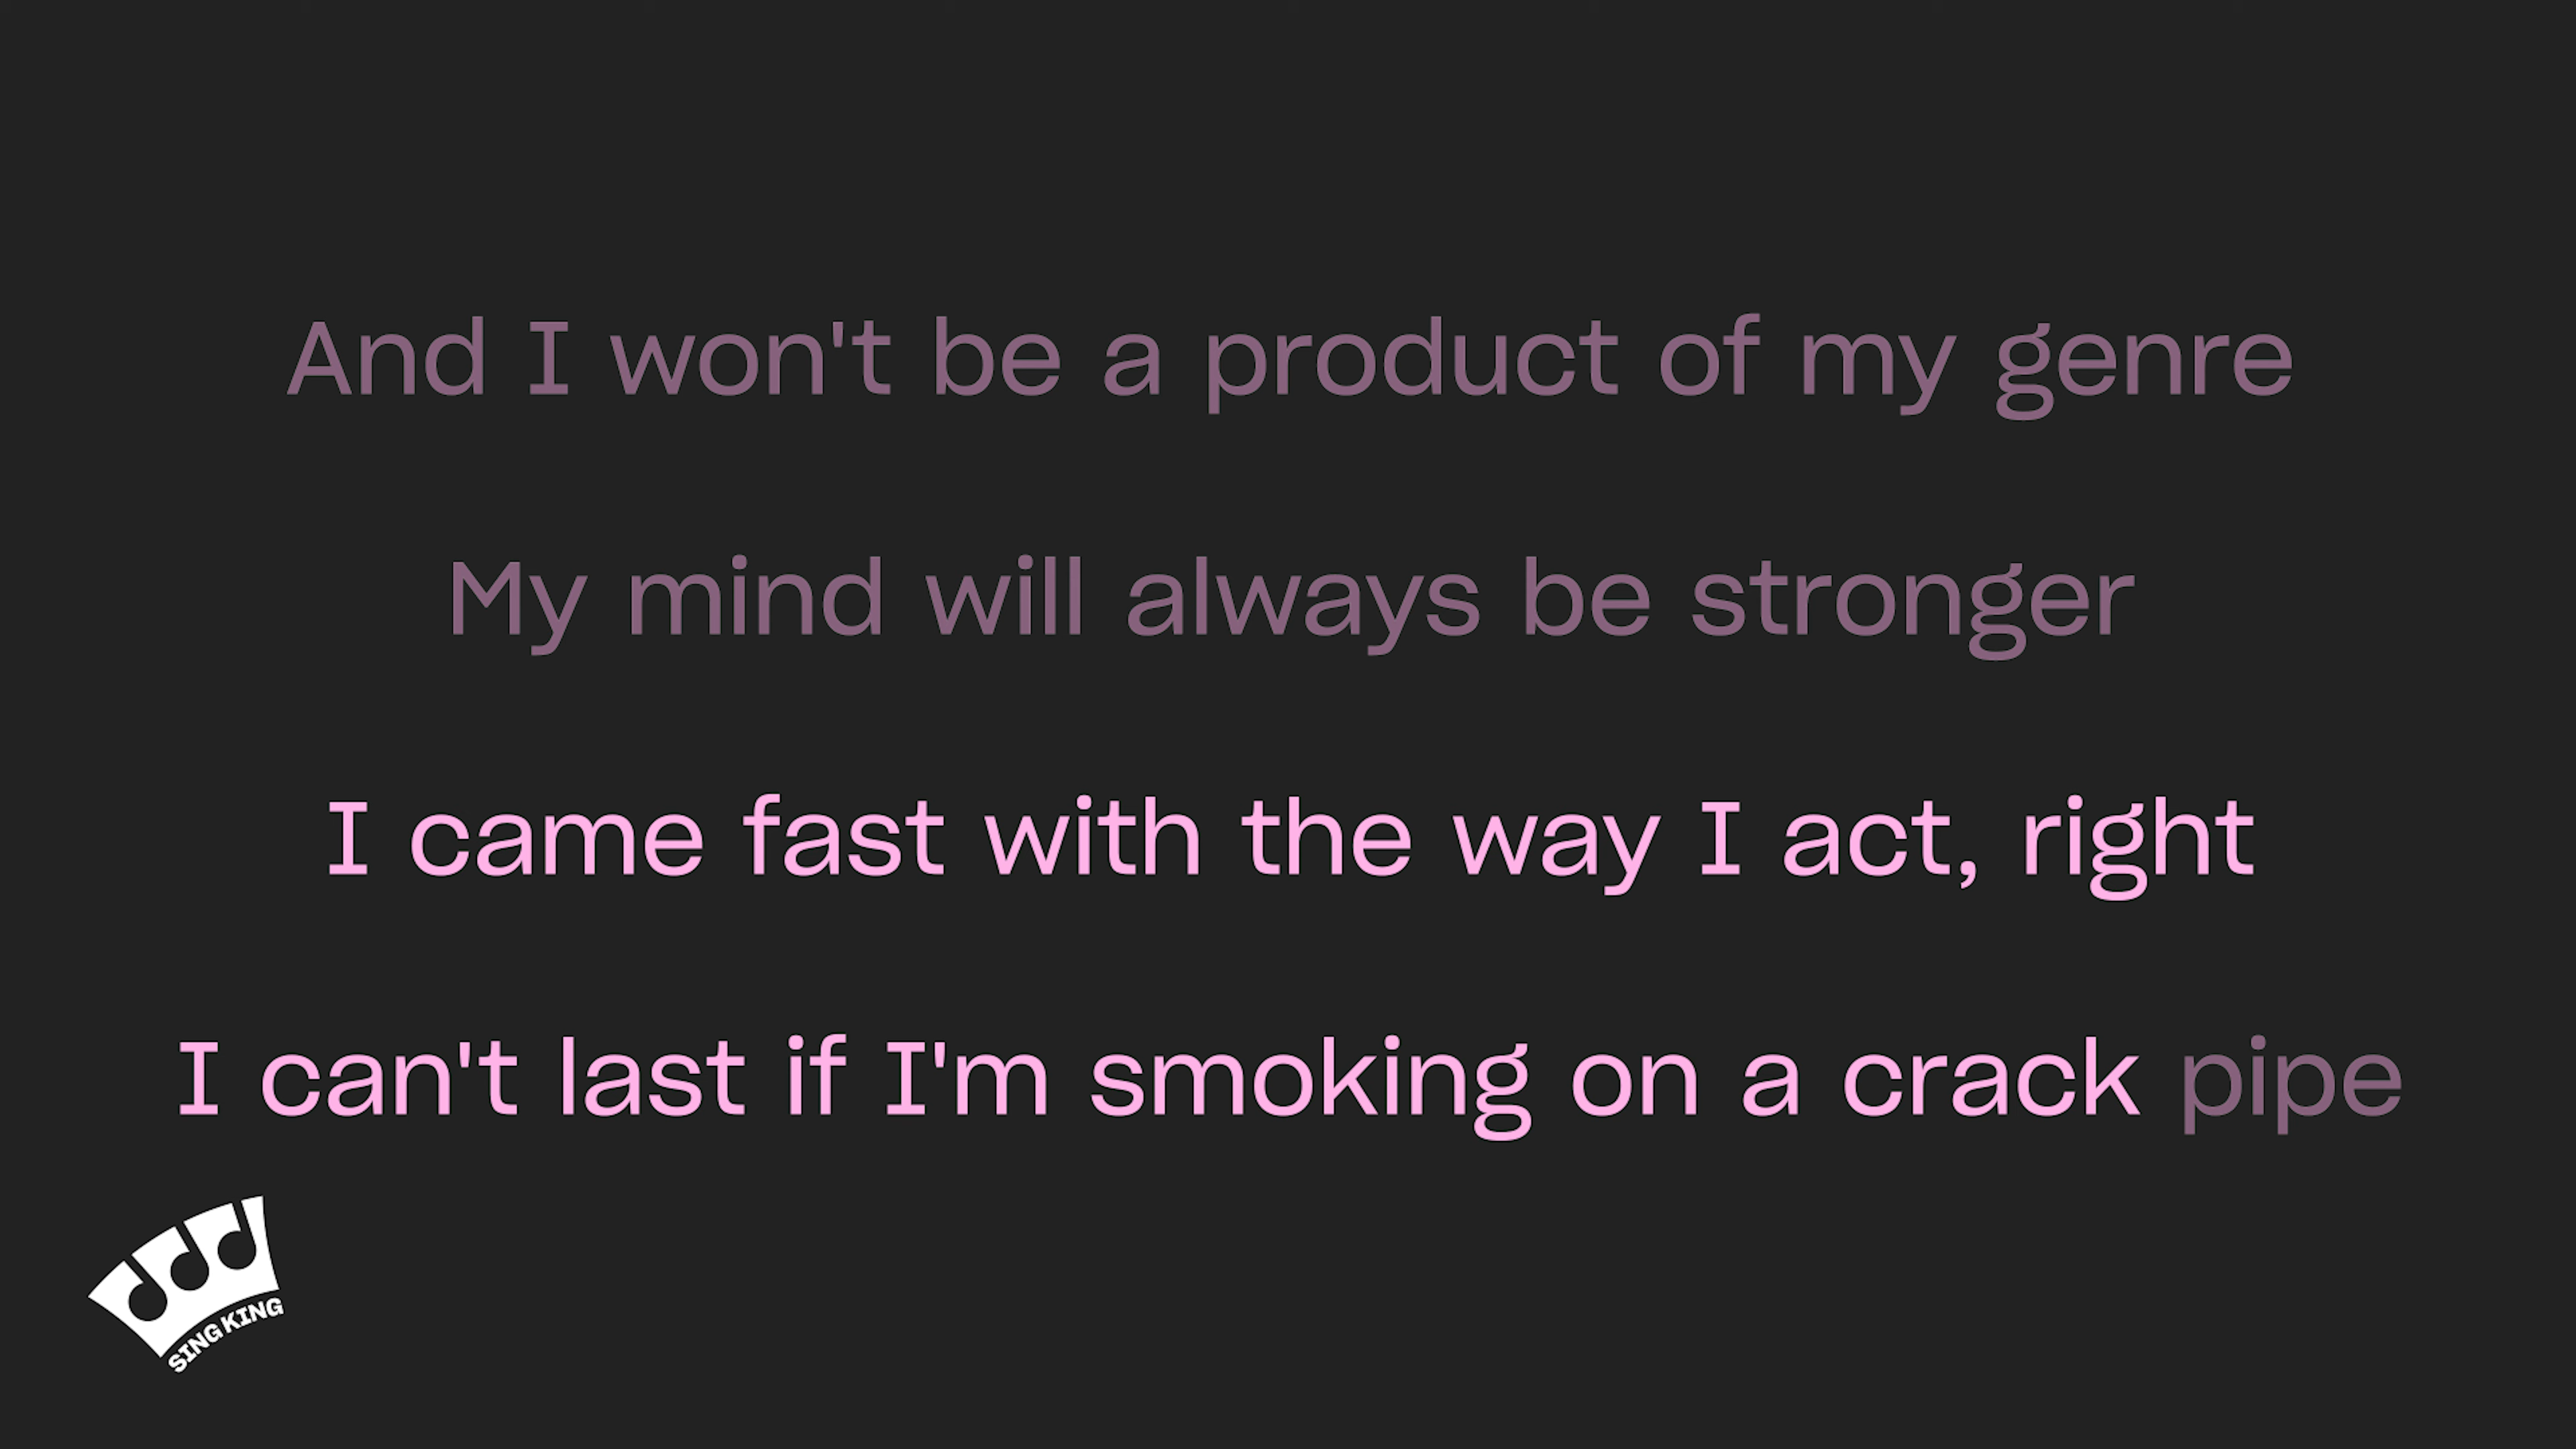 And I won't be a product of my genre
My mind will always be stronger
I came fast with the way I act, right
I can't last if I'm smoking on a crack pipe
SING KING